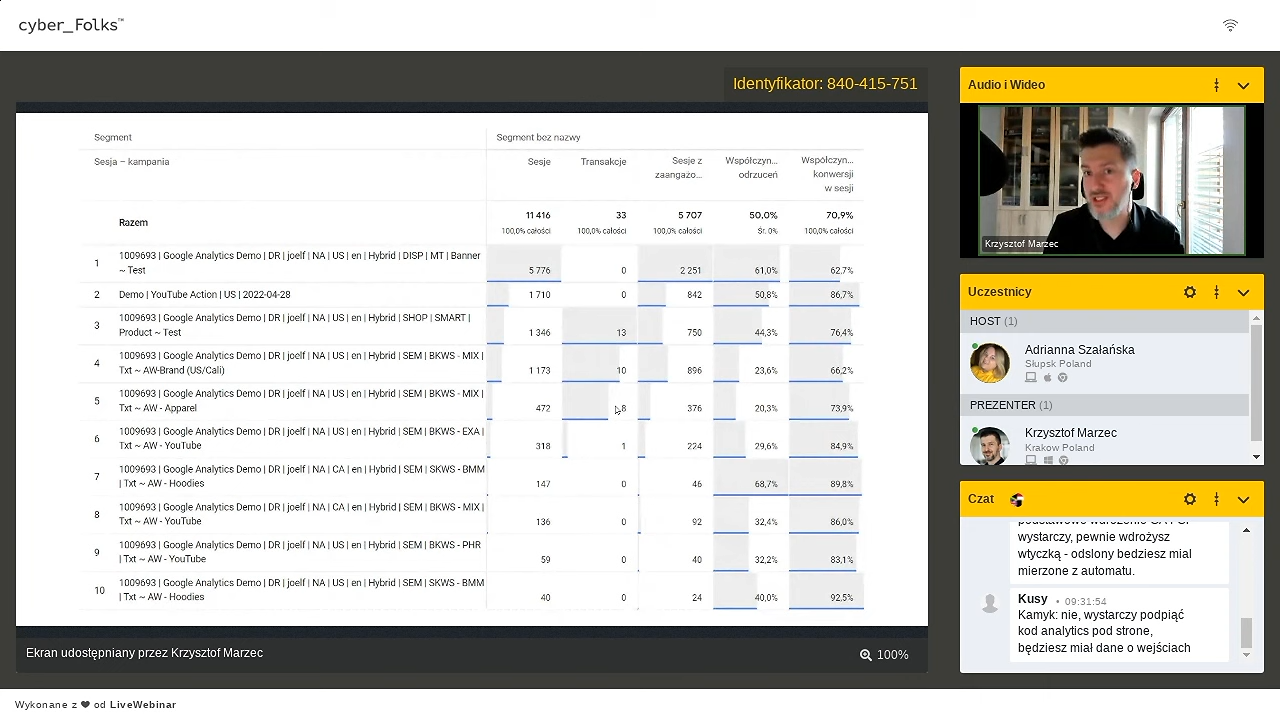 cyber_Folks™
Identyfikator: 840-415-751
Segment
Segment bez nazwy
Sesja – kampania
Sesje
Transakcje
Sesje z zaangażo...
Współczyn... odrzuceń
Współczyn... konwersji w sesji
Razem
11 416 33 5 707 50.0% 70,9%
100,0% całości 100,0% całości 100,0% całości Śr. 0% 100,0% całości
1 1009693 | Google Analytics Demo | DR | joelf | NA | US | en | Hybrid | DISP | MT | Banner
~ Test 5 776 0 2 251 61,0% 62.7%
2 Demo | YouTube Action | US | 2022-04-28 1 710 0 842 50,8% 86,7%
3 1009693 | Google Analytics Demo | DR | joelf | NA | US | en | Hybrid | SHOP | SMART |
Product ~ Test 1 346 13 750 44,3% 76,4%
4 1009693 | Google Analytics Demo | DR | joelf | NA | US | en | Hybrid | SEM | BKWS - MIX |
Txt ~ AW-Brand (US/Cali) 1 173 10 896 23,6% 66,2%
5 1009693 | Google Analytics Demo | DR | joelf | NA | US | en | Hybrid | SEM | BKWS - MIX |
Txt ~ AW - Apparel 472 8 376 20,3% 73,9%
6 1009693 | Google Analytics Demo | DR | joelf | NA | US | en | Hybrid | SEM | BKWS - EXA |
Txt ~ AW - YouTube 318 1 224 29,6% 84,9%
7 1009693 | Google Analytics Demo | DR | joelf | NA | CA | en | Hybrid | SEM | SKWS - BMM
| Txt ~ AW - Hoodies 147 0 46 68,7% 89,8%
8 1009693 | Google Analytics Demo | DR | joelf | NA | CA | en | Hybrid | SEM | BKWS - MIX |
Txt ~ AW - YouTube 136 0 92 32,4% 86,0%
9 1009693 | Google Analytics Demo | DR | joelf | NA | US | en | Hybrid | SEM | BKWS - PHR
| Txt ~ AW - YouTube 59 0 40 32,2% 83,1%
10 1009693 | Google Analytics Demo | DR | joelf | NA | US | en | Hybrid | SEM | SKWS - BMM
| Txt ~ AW - Hoodies 40 0 24 40,0% 92,5%
Ekran udostępniany przez Krzysztof Marzec
100%
Audio i Wideo
Krzysztof Marzec
Uczestnicy
HOST (1)
Adrianna Szałańska
Słupsk Poland
PREZENTER (1)
Krzysztof Marzec
Krakow Poland
Czat
wystarczy, pewnie wdrożysz
wtyczką - odslony bedziesz mial
mierzone z automatu.
Kusy • 09:31:54
Kamyk: nie, wystarczy podpiąć
kod analytics pod strone,
będziesz miał dane o wejściach
Wykonane z ❤ od LiveWebinar